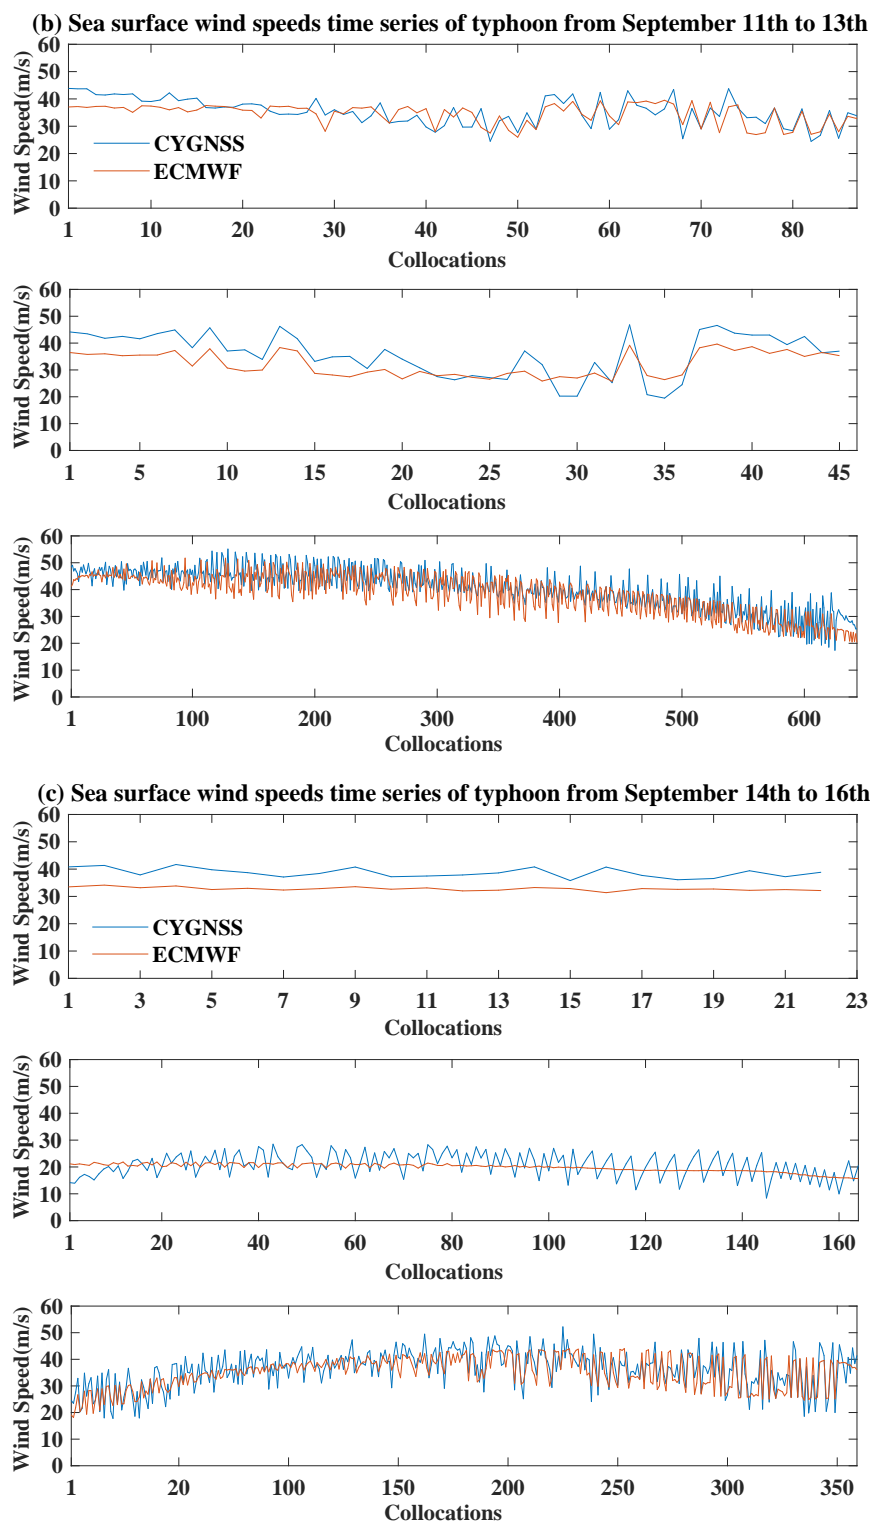 (b) Sea surface wind speeds time series of typhoon from September 11th to 13th
60
50
40
30
20
10
0
Wind Speed(m/s)
CYGNSS
ECMWF
1 10 20 30 40 50 60 70 80
Collocations
60
50
40
30
20
10
0
Wind Speed(m/s)
1 5 10 15 20 25 30 35 40 45
Collocations
60
50
40
30
20
10
0
Wind Speed(m/s)
1 100 200 300 400 500 600
Collocations
(c) Sea surface wind speeds time series of typhoon from September 14th to 16th
60
50
40
30
20
10
0
Wind Speed(m/s)
CYGNSS
ECMWF
1 3 5 7 9 11 13 15 17 19 21 23
Collocations
60
50
40
30
20
10
0
Wind Speed(m/s)
1 20 40 60 80 100 120 140 160
Collocations
60
50
40
30
20
10
0
Wind Speed(m/s)
1 20 100 150 200 250 300 350
Collocations